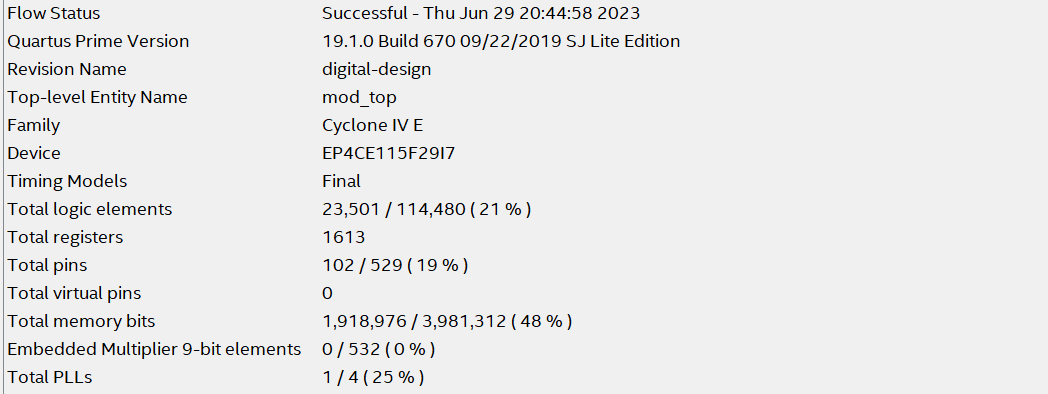 Flow Status Successful - Thu Jun 29 20:44:58 2023
Quartus Prime Version 19.1.0 Build 670 09/22/2019 SJ Lite Edition
Revision Name digital-design
Top-level Entity Name mod_top
Family Cyclone IV E
Device EP4CE115F29I7
Timing Models Final
Total logic elements 23,501 / 114,480 ( 21 % )
Total registers 1613
Total pins 102 / 529 ( 19 % )
Total virtual pins 0
Total memory bits 1,918,976 / 3,981,312 ( 48 % )
Embedded Multiplier 9-bit elements 0 / 532 ( 0 % )
Total PLLs 1 / 4 ( 25 % )